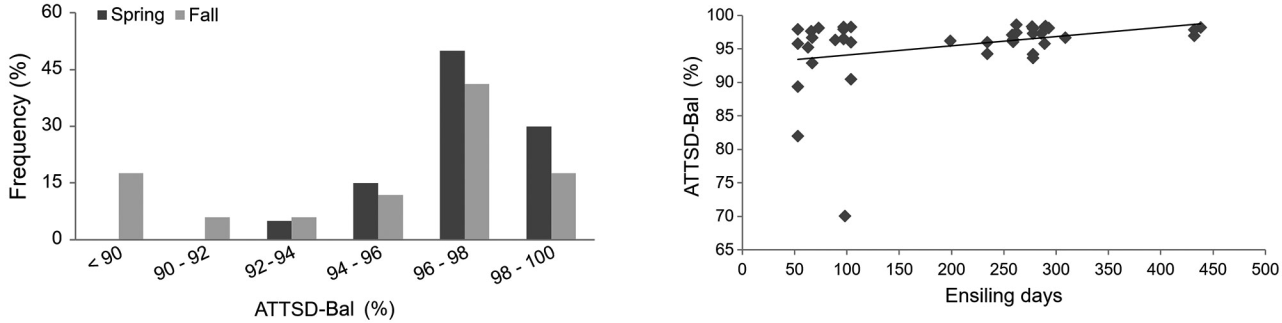 60
Spring Fall
45
30
15
0
Frequency (%)
< 90
90 - 92
92-94
94 - 96
96 - 98
98 - 100
ATTSD-Bal (%)
100
95
90
85
80
75
70
65
ATTSD-Bal (%)
0 50 100 150 200 250 300 350 400 450 500
Ensiling days